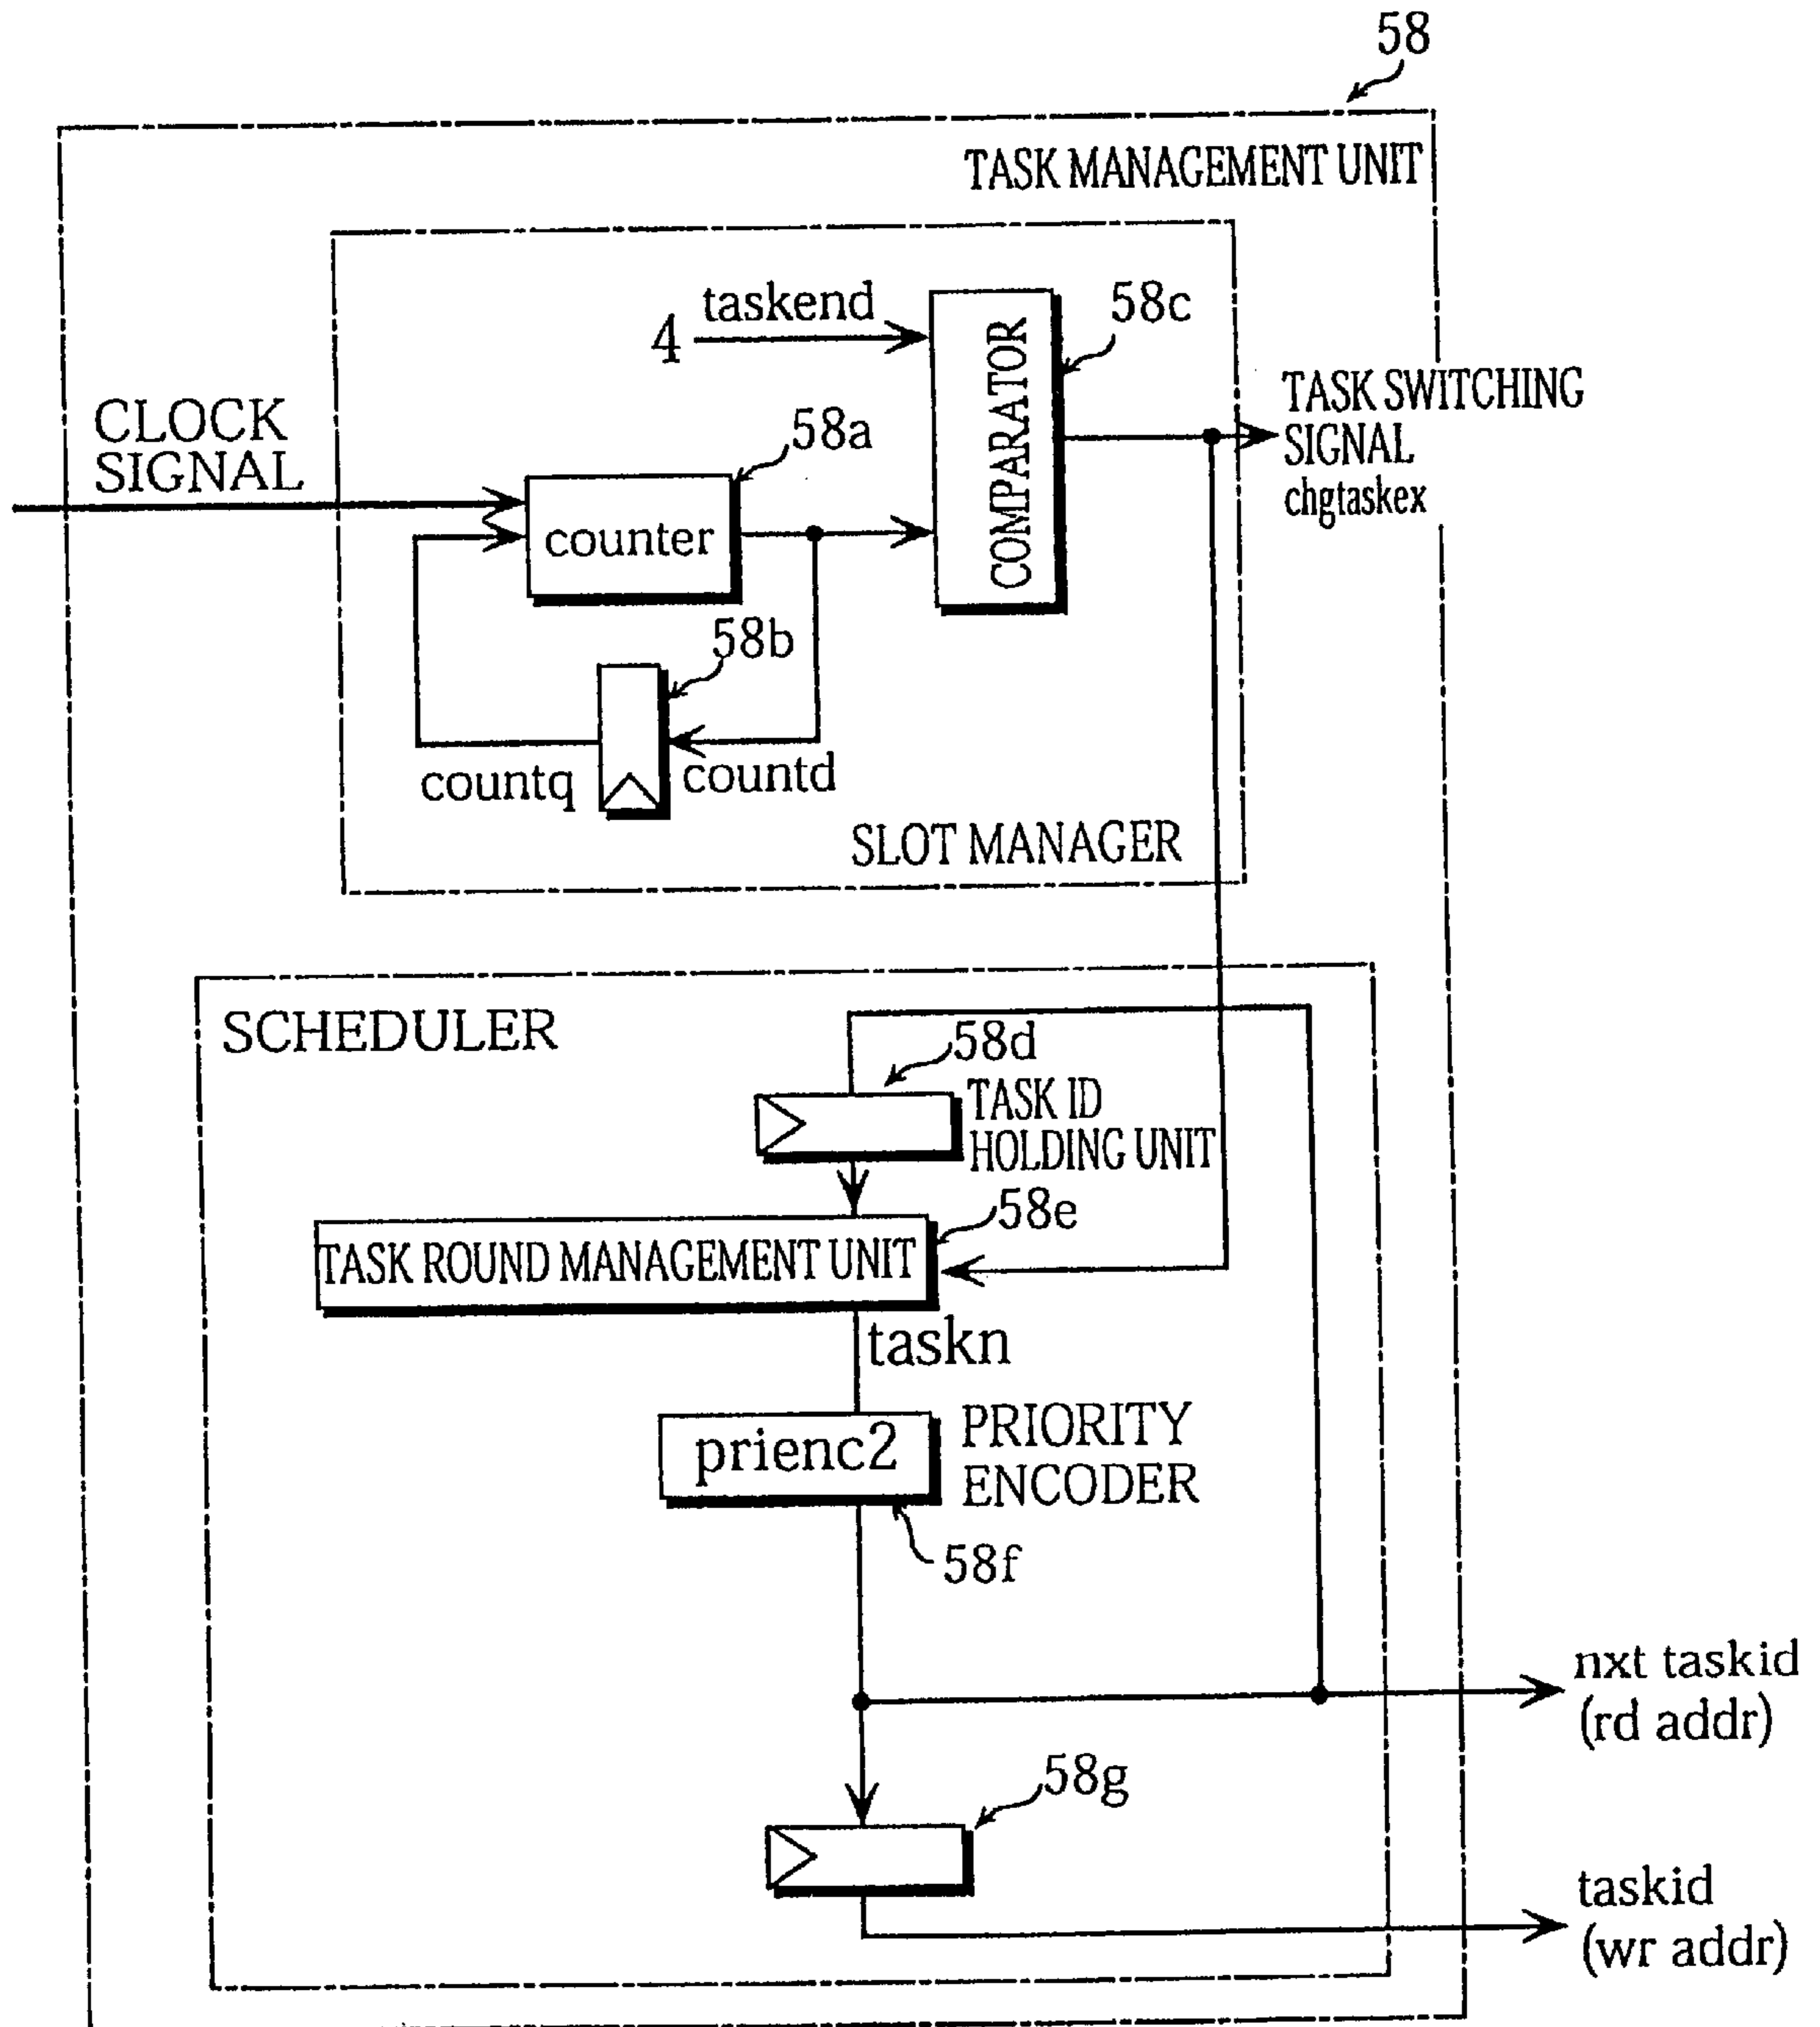 58
TASK MANAGEMENT UNIT
taskend
4
58c
COMPARATOR
TASK SWITCHING
SIGNAL
chgtaskex
CLOCK
SIGNAL
58a
counter
58b
countq
countd
SLOT MANAGER
SCHEDULER
58d
TASK ID
HOLDING UNIT
58e
TASK ROUND MANAGEMENT UNIT
taskn
prienc2
PRIORITY
ENCODER
58f
nxt taskid
(rd addr)
58g
taskid
(wr addr)